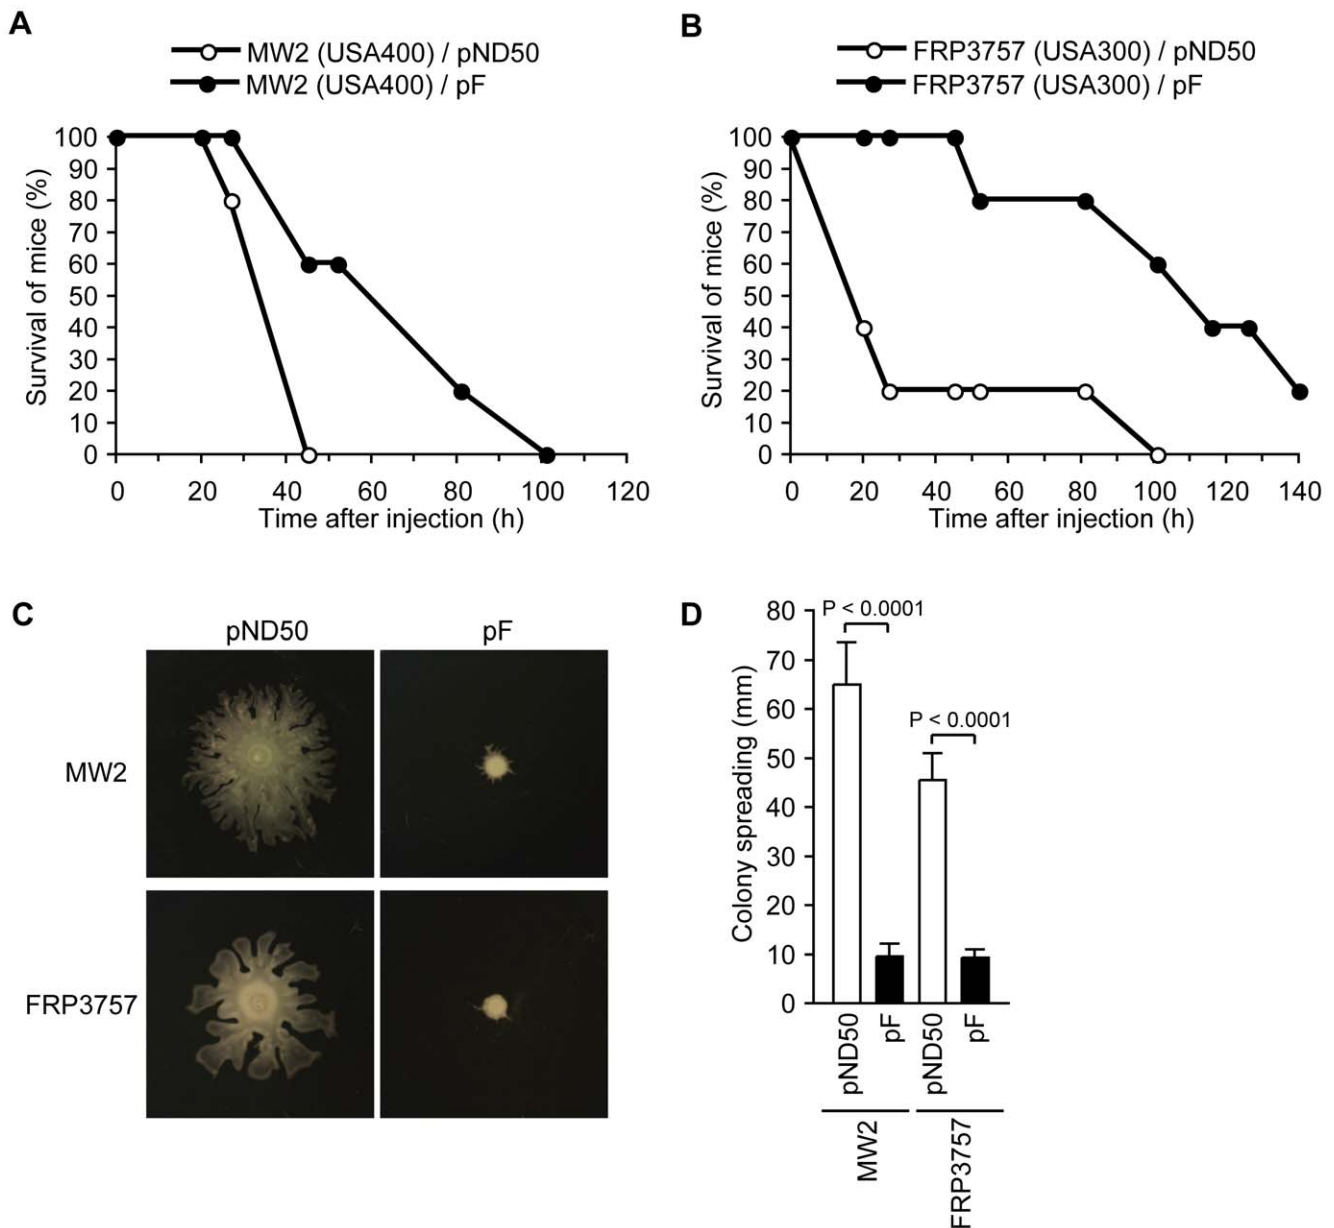 A
MW2 (USA400) / pND50
MW2 (USA400) / pF
100
90
80
70
60
50
40
30
20
10
0
Survival of mice (%)
0 20 40 60 80 100 120
Time after injection (h)
B
FRP3757 (USA300) / pND50
FRP3757 (USA300) / pF
100
90
80
70
60
50
40
30
20
10
0
Survival of mice (%)
0 20 40 60 80 100 120 140
Time after injection (h)
C
pND50 pF
MW2
FRP3757
D
80
70
60
50
40
30
20
10
0
Colony spreading (mm)
P < 0.0001
P < 0.0001
pND50 pF pND50 pF
MW2 FRP3757